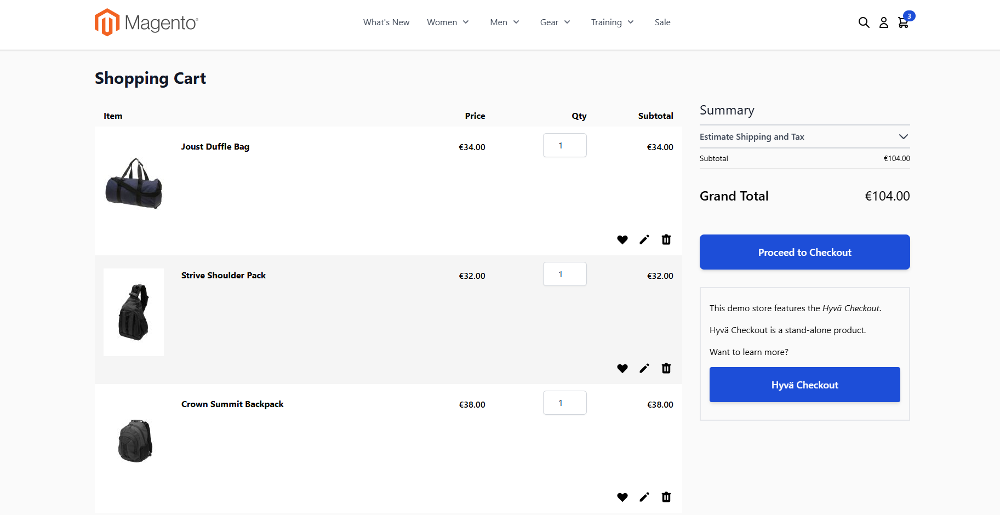 Magento®
What's New Women Men Gear Training Sale
3
Shopping Cart
Item Price Qty Subtotal
Joust Duffle Bag €34.00 1 €34.00
Strive Shoulder Pack €32.00 1 €32.00
Crown Summit Backpack €38.00 1 €38.00
Summary
Estimate Shipping and Tax
Subtotal €104.00
Grand Total €104.00
Proceed to Checkout
This demo store features the Hyvä Checkout.
Hyvä Checkout is a stand-alone product.
Want to learn more?
Hyvä Checkout